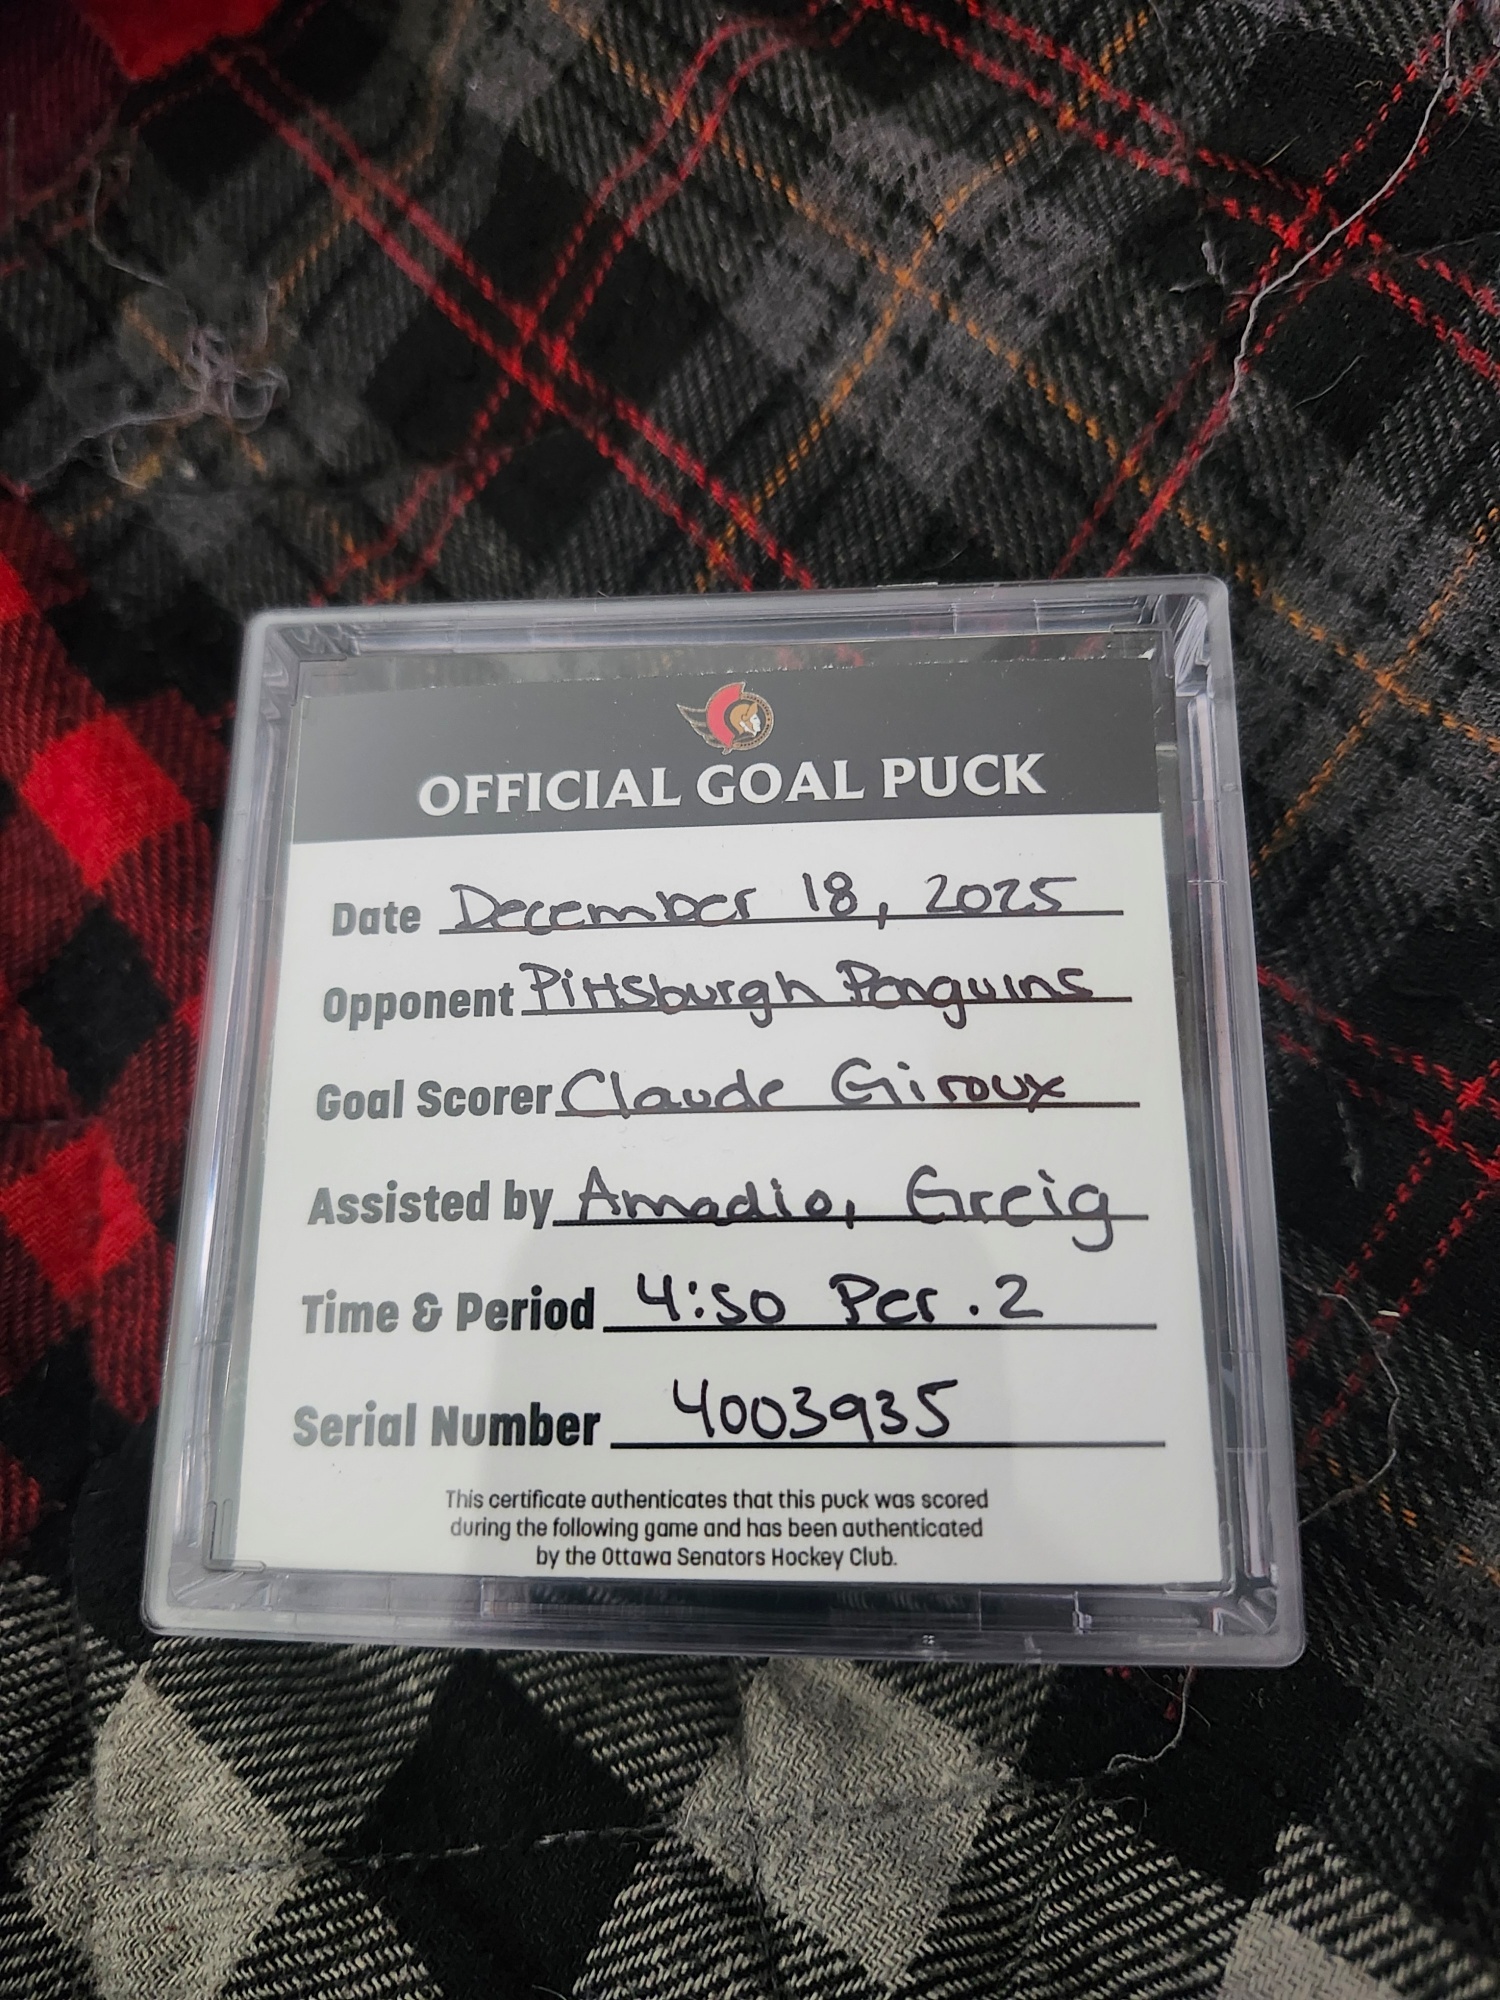 OFFICIAL GOAL PUCK
Date December 18, 2025
Opponent Pittsburgh Penguins
Goal Scorer Claude Giroux
Assisted by Amadio, Greig
Time & Period 4:50 Per. 2
Serial Number 4003935
This certificate authenticates that this puck was scored
during the following game and has been authenticated
by the Ottawa Senators Hockey Club.